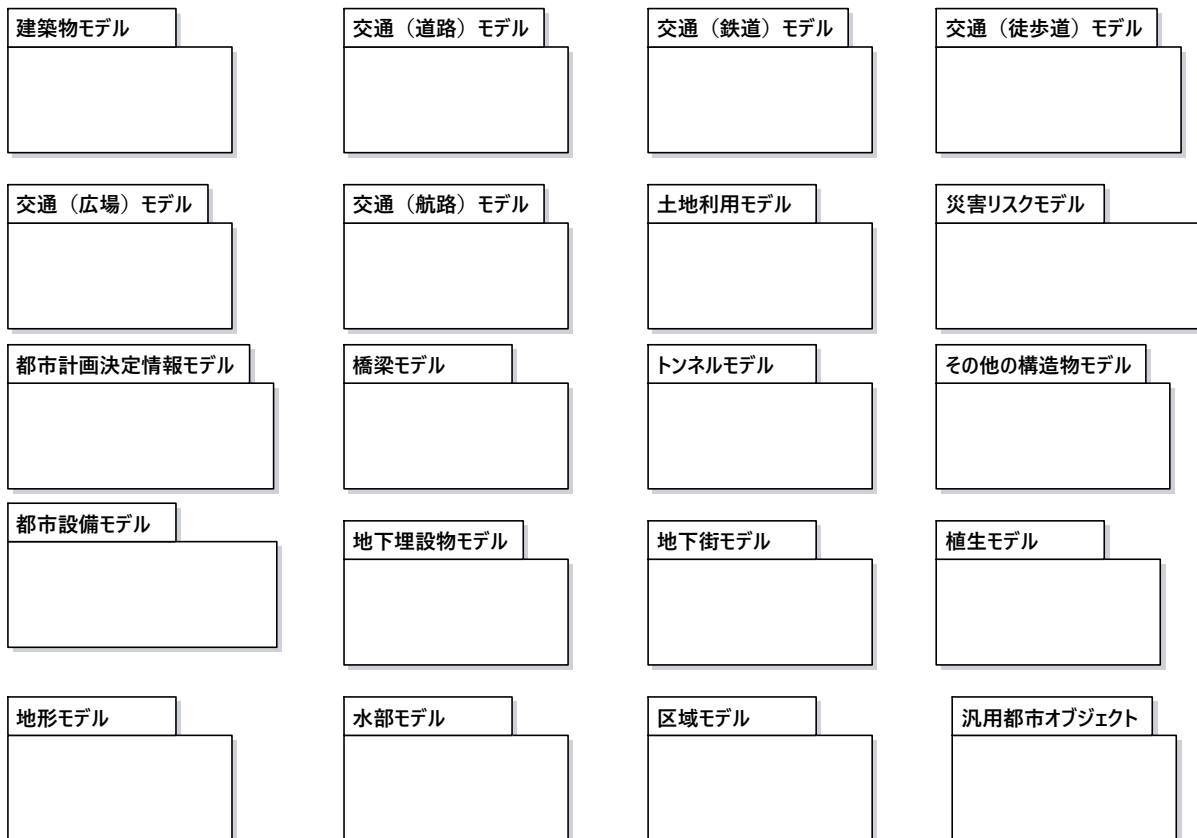 建築物モデル
交通（道路）モデル
交通（鉄道）モデル
交通（徒歩道）モデル
交通（広場）モデル
交通（航路）モデル
土地利用モデル
災害リスクモデル
都市計画決定情報モデル
橋梁モデル
トンネルモデル
その他の構造物モデル
都市設備モデル
地下埋設物モデル
地下街モデル
植生モデル
地形モデル
水部モデル
区域モデル
汎用都市オブジェクト